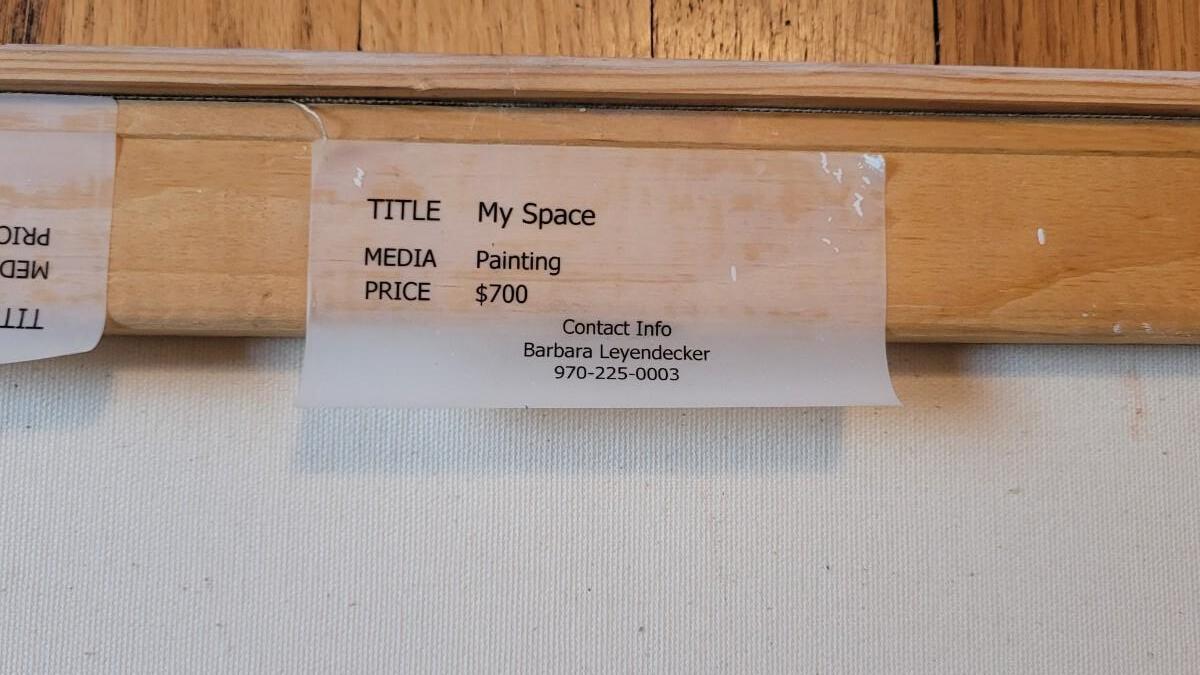 TITLE My Space
MEDIA Painting
PRICE $700
Contact Info
Barbara Leyendecker
970-225-0003